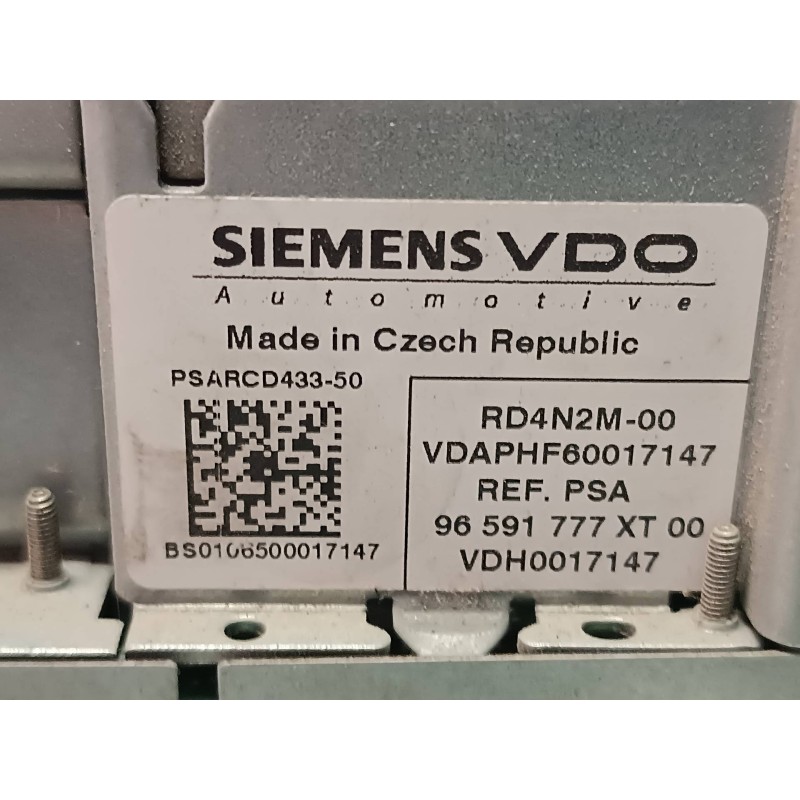 SIEMENS VDO
Automotive
Made in Czech Republic
PSARCD433-50
BS0106500017147
RD4N2M-00
VDAPHF60017147
REF. PSA
96 591 777 XT 00
VDH0017147